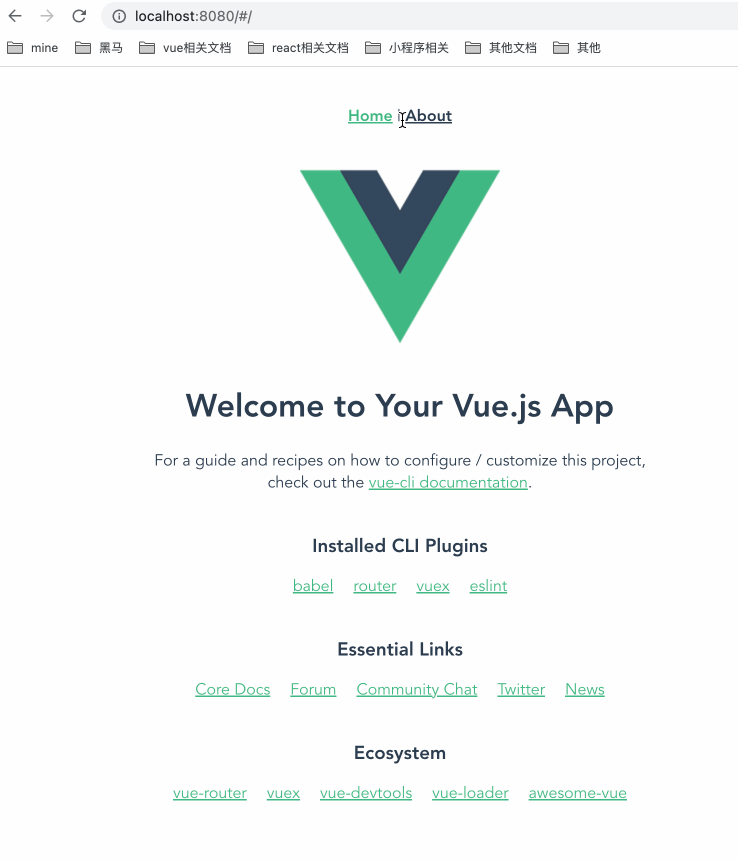 localhost:8080/#/
mine 黑马 vue相关文档 react相关文档 小程序相关 其他文档 其他
Home | About
Welcome to Your Vue.js App
For a guide and recipes on how to configure / customize this project,
check out the vue-cli documentation.
Installed CLI Plugins
babel router vuex eslint
Essential Links
Core Docs Forum Community Chat Twitter News
Ecosystem
vue-router vuex vue-devtools vue-loader awesome-vue